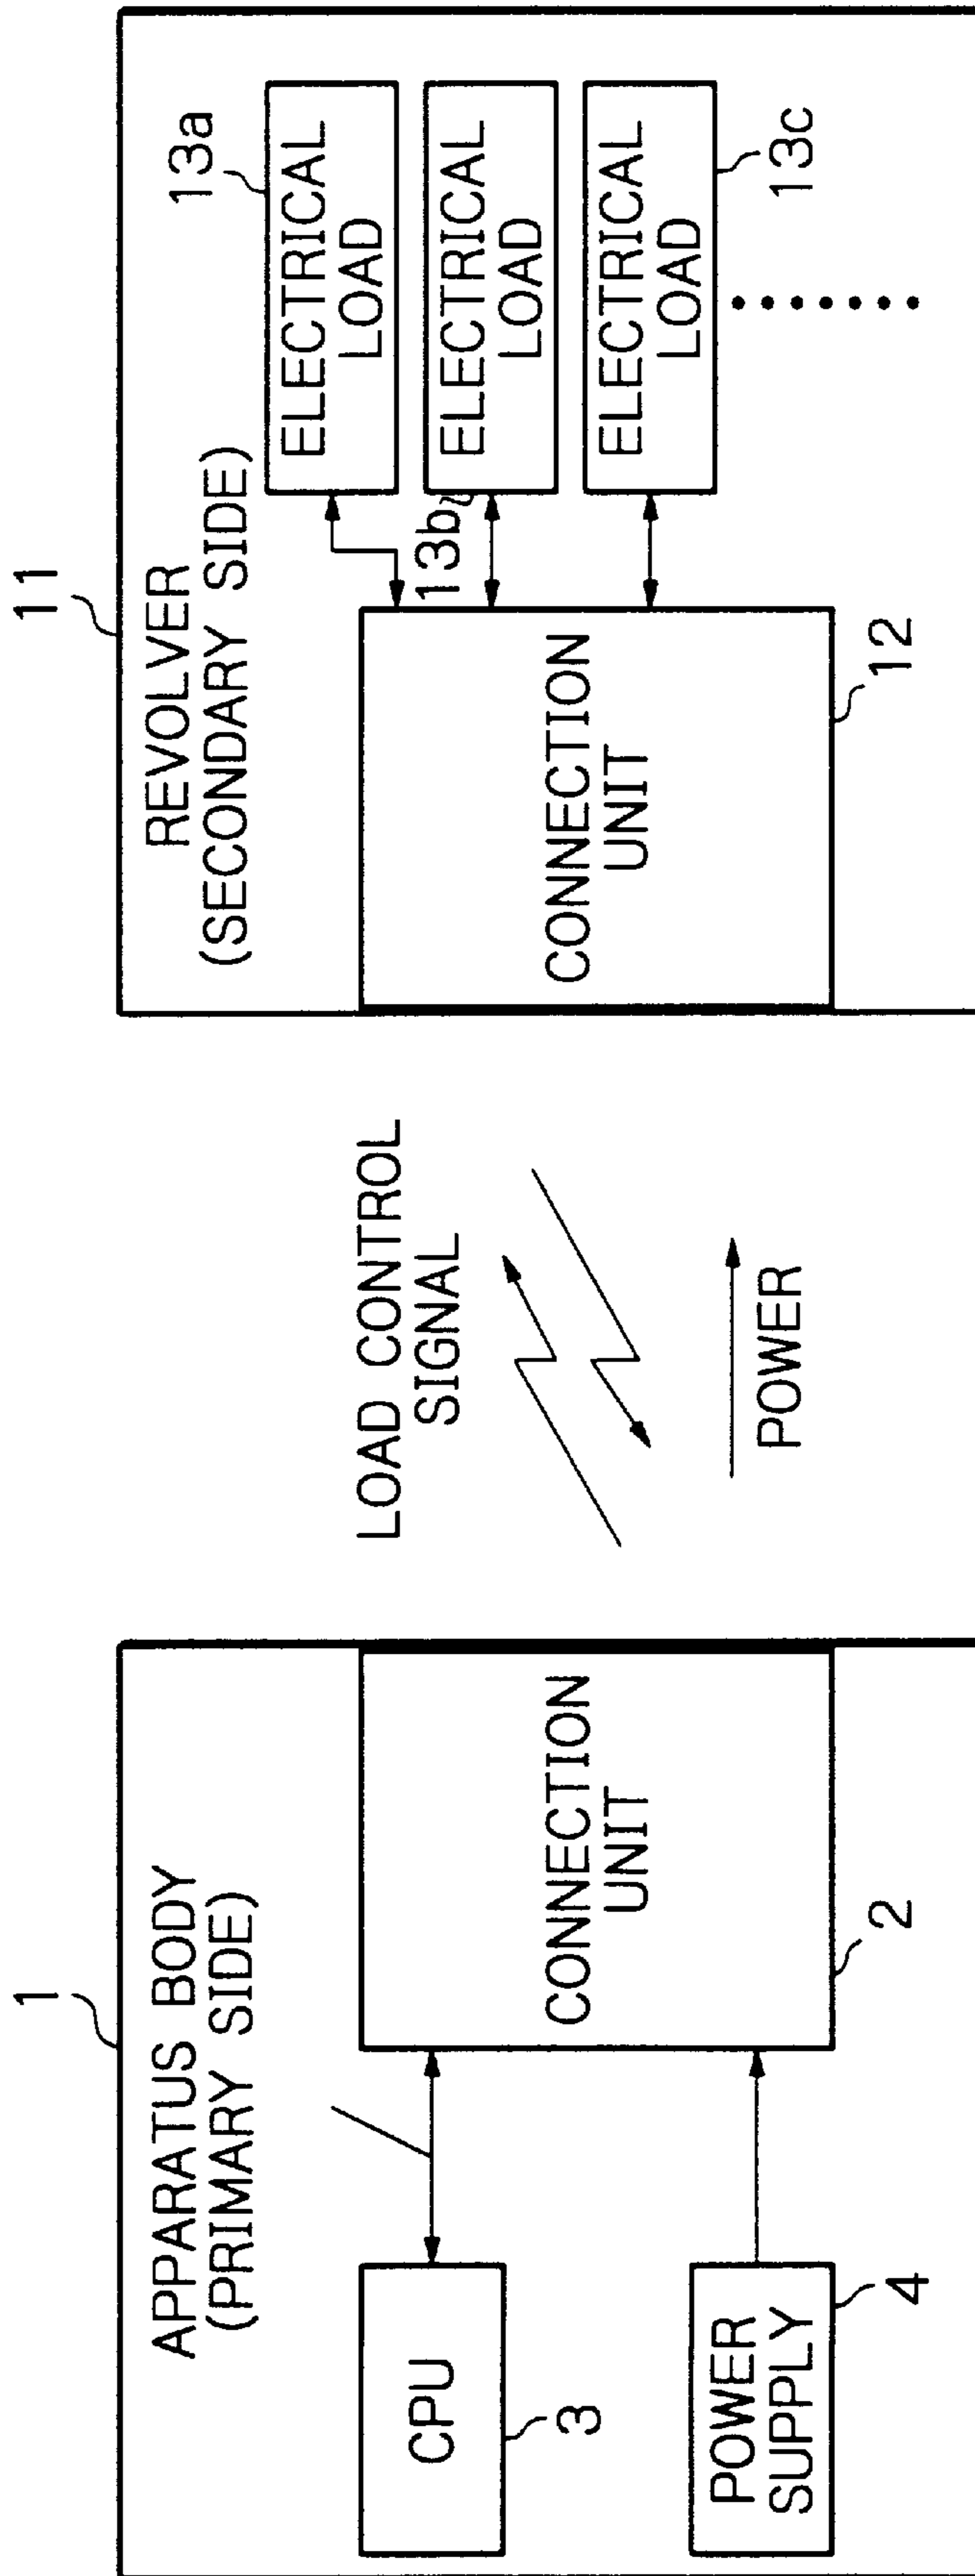 1
APPARATUS BODY
(PRIMARY SIDE)
CPU
3
POWER
SUPPLY
4
CONNECTION
UNIT
2
LOAD CONTROL
SIGNAL
POWER
11
REVOLVER
(SECONDARY SIDE)
CONNECTION
UNIT
12
13a
ELECTRICAL
LOAD
13b
ELECTRICAL
LOAD
ELECTRICAL
LOAD
13c